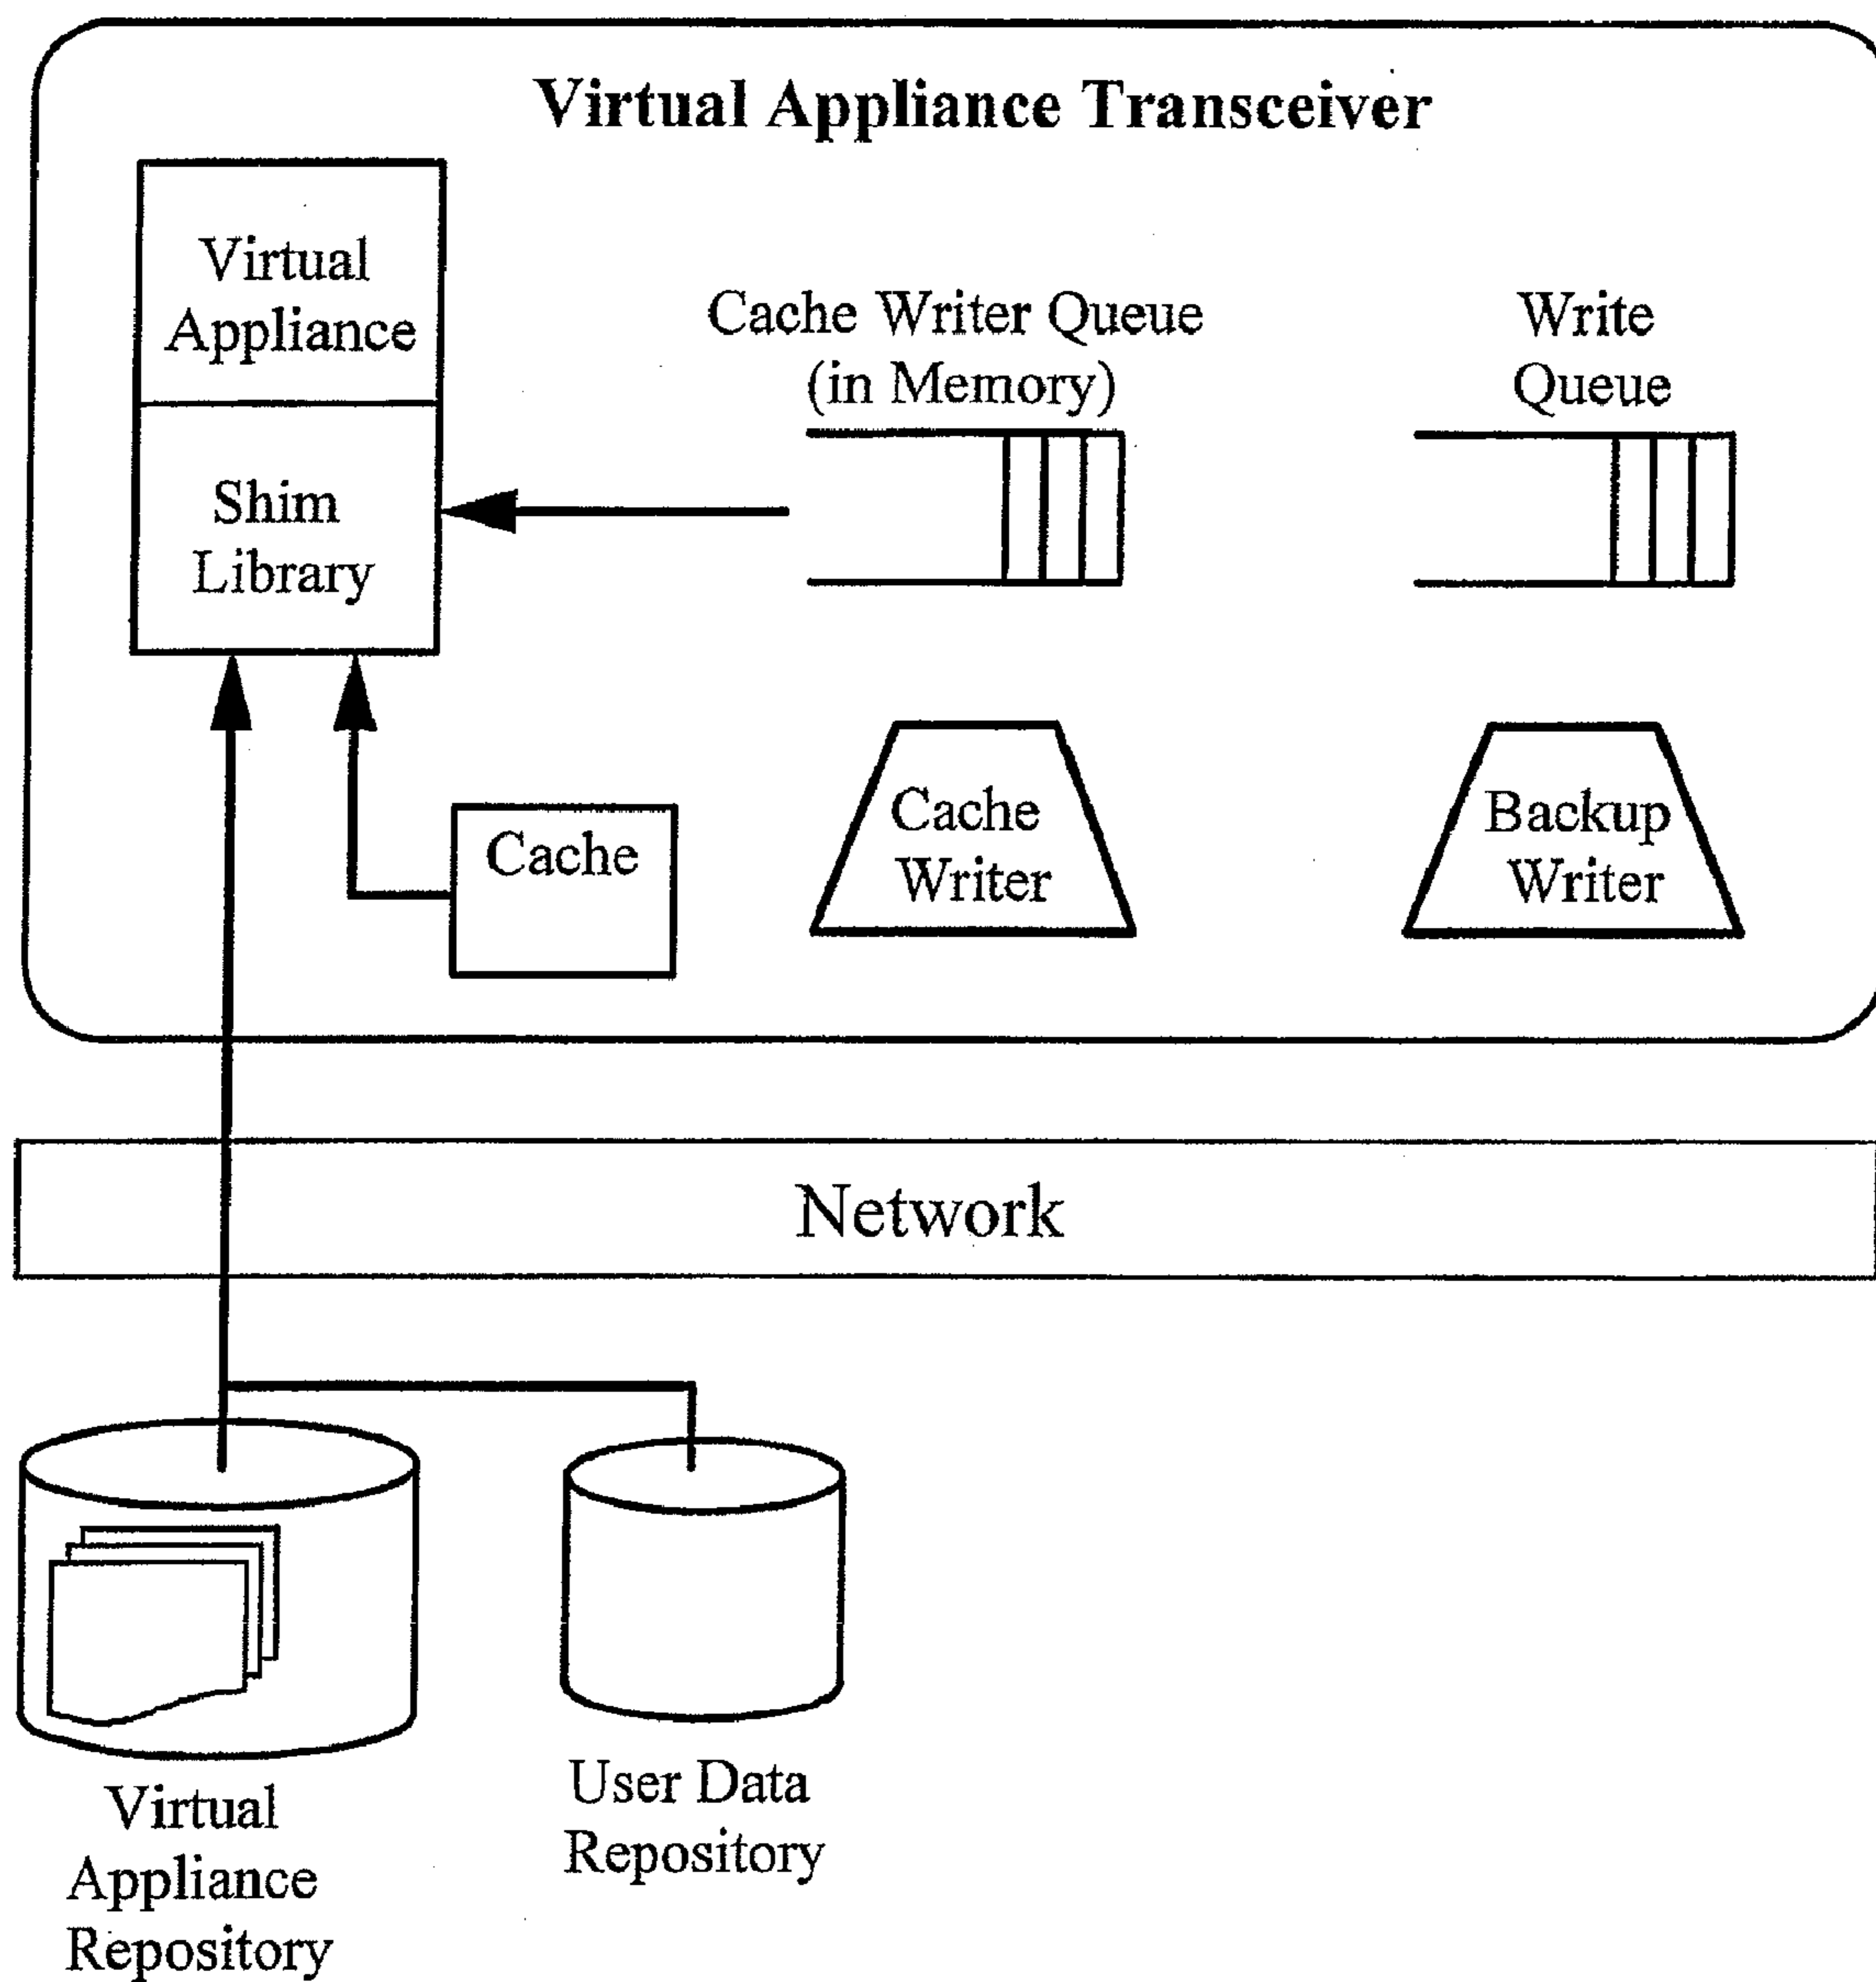 Virtual Appliance Transceiver
Virtual
Appliance
Shim
Library
Cache Writer Queue
(in Memory)
Write
Queue
Cache
Cache
Writer
Backup
Writer
Network
Virtual
Appliance
Repository
User Data
Repository